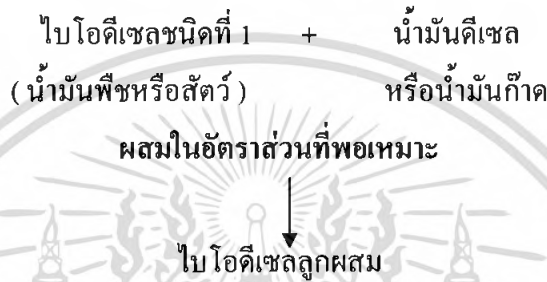 ไบโอดีเซลชนิดที่ 1 + น้ำมันดีเซล
( น้ำมันพืชหรือสัตว์ ) หรือน้ำมันก๊าด
ผสมในอัตราส่วนที่พอเหมาะ
ไบโอดีเซลลูกผสม